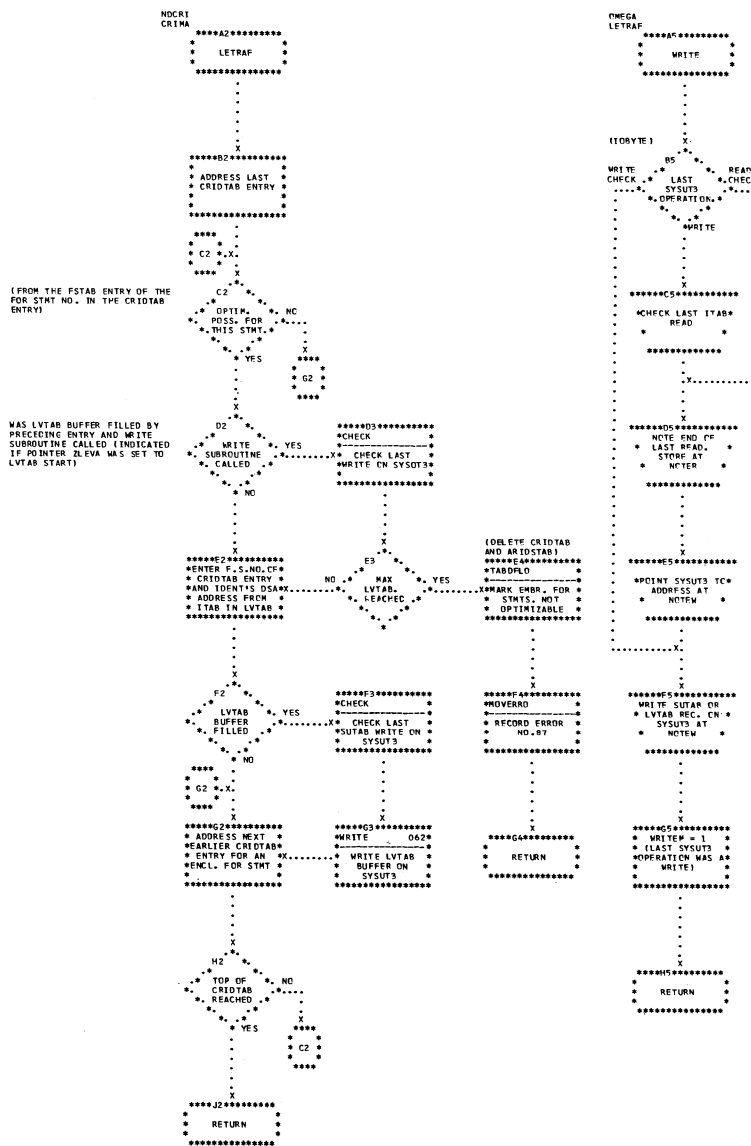 NDCRI
CRIMA
A2
LETRAF
B2
ADDRESS LAST
CRIDTAB ENTRY
C2
(FROM THE FSTAB ENTRY OF THE
FOR STMT NO. IN THE CRIDTAB
ENTRY)
C2
OPTIM.
POSS. FOR
THIS STMT.
NO
YES
G2
WAS LVTAB BUFFER FILLED BY
PRECEDING ENTRY AND WRITE
SUBROUTINE CALLED (INDICATED
IF POINTER ZLEVA WAS SET TO
LVTAB START)
D2
WRITE
SUBROUTINE
CALLED
YES
NO
D3
CHECK
CHECK LAST
WRITE ON SYSUT3
E2
ENTER F.S.NO.OF
CRIDTAB ENTRY
AND IDENT'S DSA
ADDRESS FROM
ITAB IN LVTAB
E3
MAX
LVTAB.
REACHED
NO
YES
(DELETE CRIDTAB
AND ARIDSTAB)
E4
TABDFLO
MARK EMBR. FOR
STMTS. NOT
OPTIMIZABLE
F2
LVTAB
BUFFER
FILLED
YES
NO
F3
CHECK
CHECK LAST
SUTAB WRITE ON
SYSUT3
F4
MOVERRO
RECORD ERROR
NO.87
G2
G2
ADDRESS NEXT
EARLIER CRIDTAB
ENTRY FOR AN
ENCL. FOR STMT
G3
WRITE 062
WRITE LVTAB
BUFFER ON
SYSUT3
G4
RETURN
H2
TOP OF
CRIDTAB
REACHED
NO
YES
C2
J2
RETURN
OMEGA
LETRAF
A5
WRITE
(IOBYTE)
B5
LAST
SYSUT3
OPERATION
WRITE
CHECK
READ
CHEC
WRITE
C5
CHECK LAST ITAB
READ
D5
NOTE END OF
LAST READ.
STORE AT
NOTER
E5
POINT SYSUT3 TO
ADDRESS AT
NOTEW
F5
WRITE SUTAB OR
LVTAB REC. ON
SYSUT3 AT
NOTEW
G5
WRITEM = 1
(LAST SYSUT3
OPERATION WAS A
WRITE)
H5
RETURN